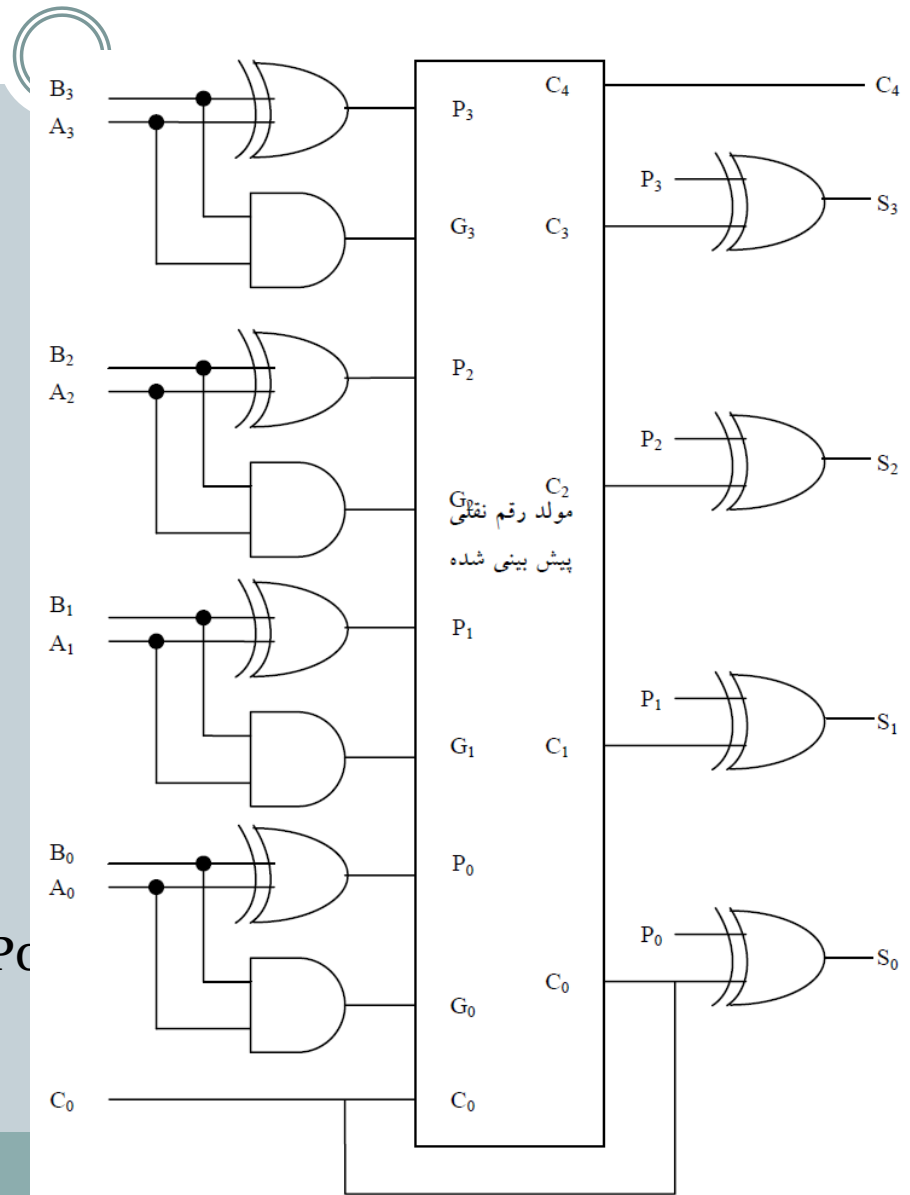 B₃
A₃
P₃
G₃
C₄
C₄
P₃
C₃
S₃
B₂
A₂
P₂
G₂
P₂
C₂
S₂
مولد رقم نقلی
پیش بینی شده
B₁
A₁
P₁
G₁
P₁
C₁
S₁
B₀
A₀
P₀
G₀
P₀
C₀
S₀
C₀
C₀